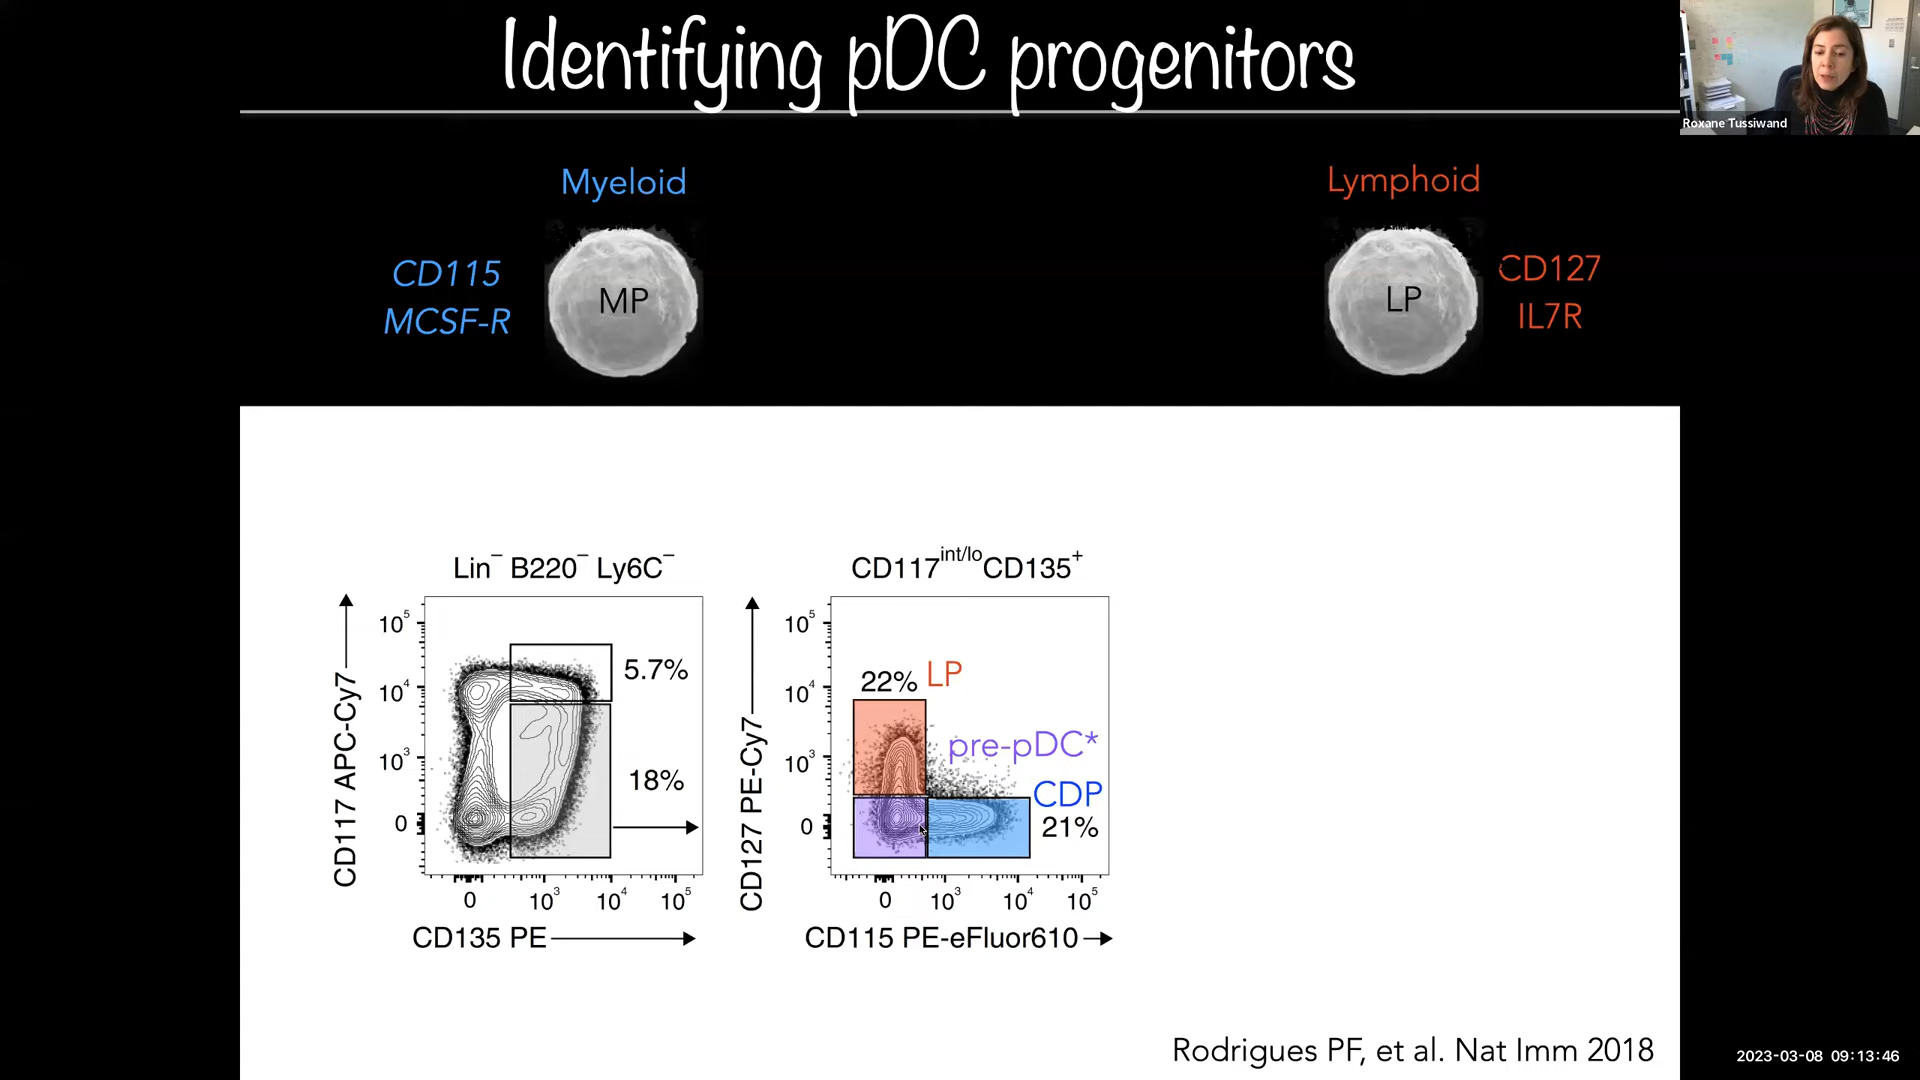 Identifying pDC progenitors
Roxane Tussiwand
Myeloid
Lymphoid
CD115
MCSF-R
MP
LP
CD127
IL7R
Lin⁻ B220⁻ Ly6C⁻
CD117 APC-Cy7
10⁵
10⁴
10³
0
5.7%
18%
0 10³ 10⁴ 10⁵
CD135 PE
CD117int/loCD135⁺
CD127 PE-Cy7
10⁵
10⁴
10³
0
22% LP
pre-pDC*
CDP
21%
0 10³ 10⁴ 10⁵
CD115 PE-eFluor610
Rodrigues PF, et al. Nat Imm 2018
2023-03-08 09:13:46